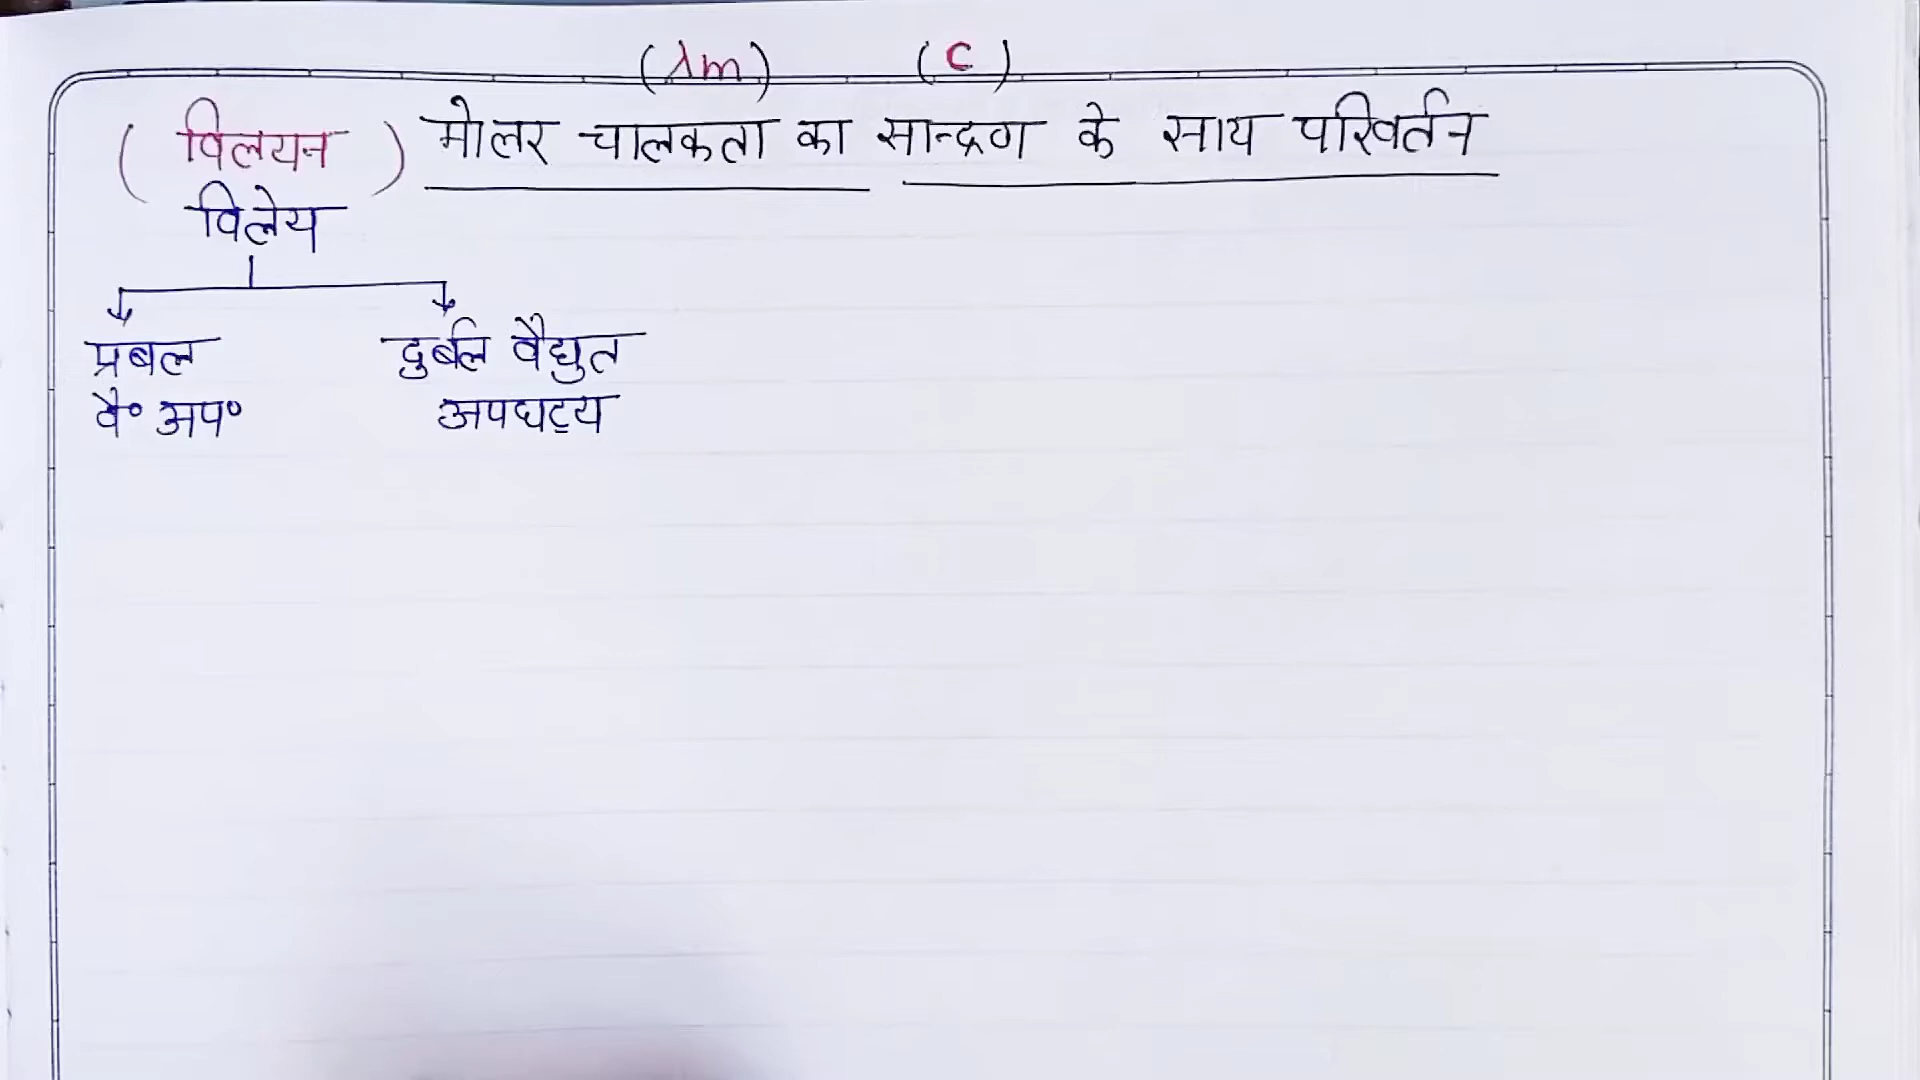 (λm) (C)
(विलयन) मोलर चालकता का सान्द्रण के साथ परिवर्तन
विलेय
प्रबल दुर्बल वैद्युत
वै० अप० अपघट्य